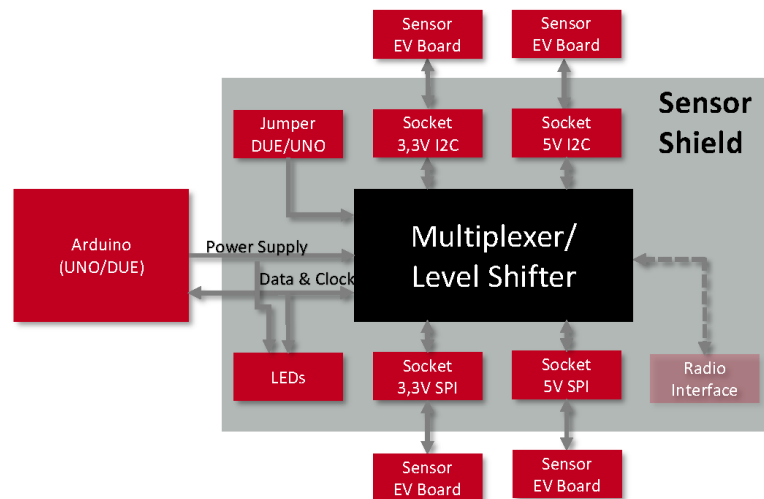 Sensor
EV Board
Sensor
EV Board
Sensor
Shield
Jumper
DUE/UNO
Socket
3,3V I2C
Socket
5V I2C
Arduino
(UNO/DUE)
Power Supply
Data & Clock
Multiplexer/
Level Shifter
LEDs
Socket
3,3V SPI
Socket
5V SPI
Radio
Interface
Sensor
EV Board
Sensor
EV Board